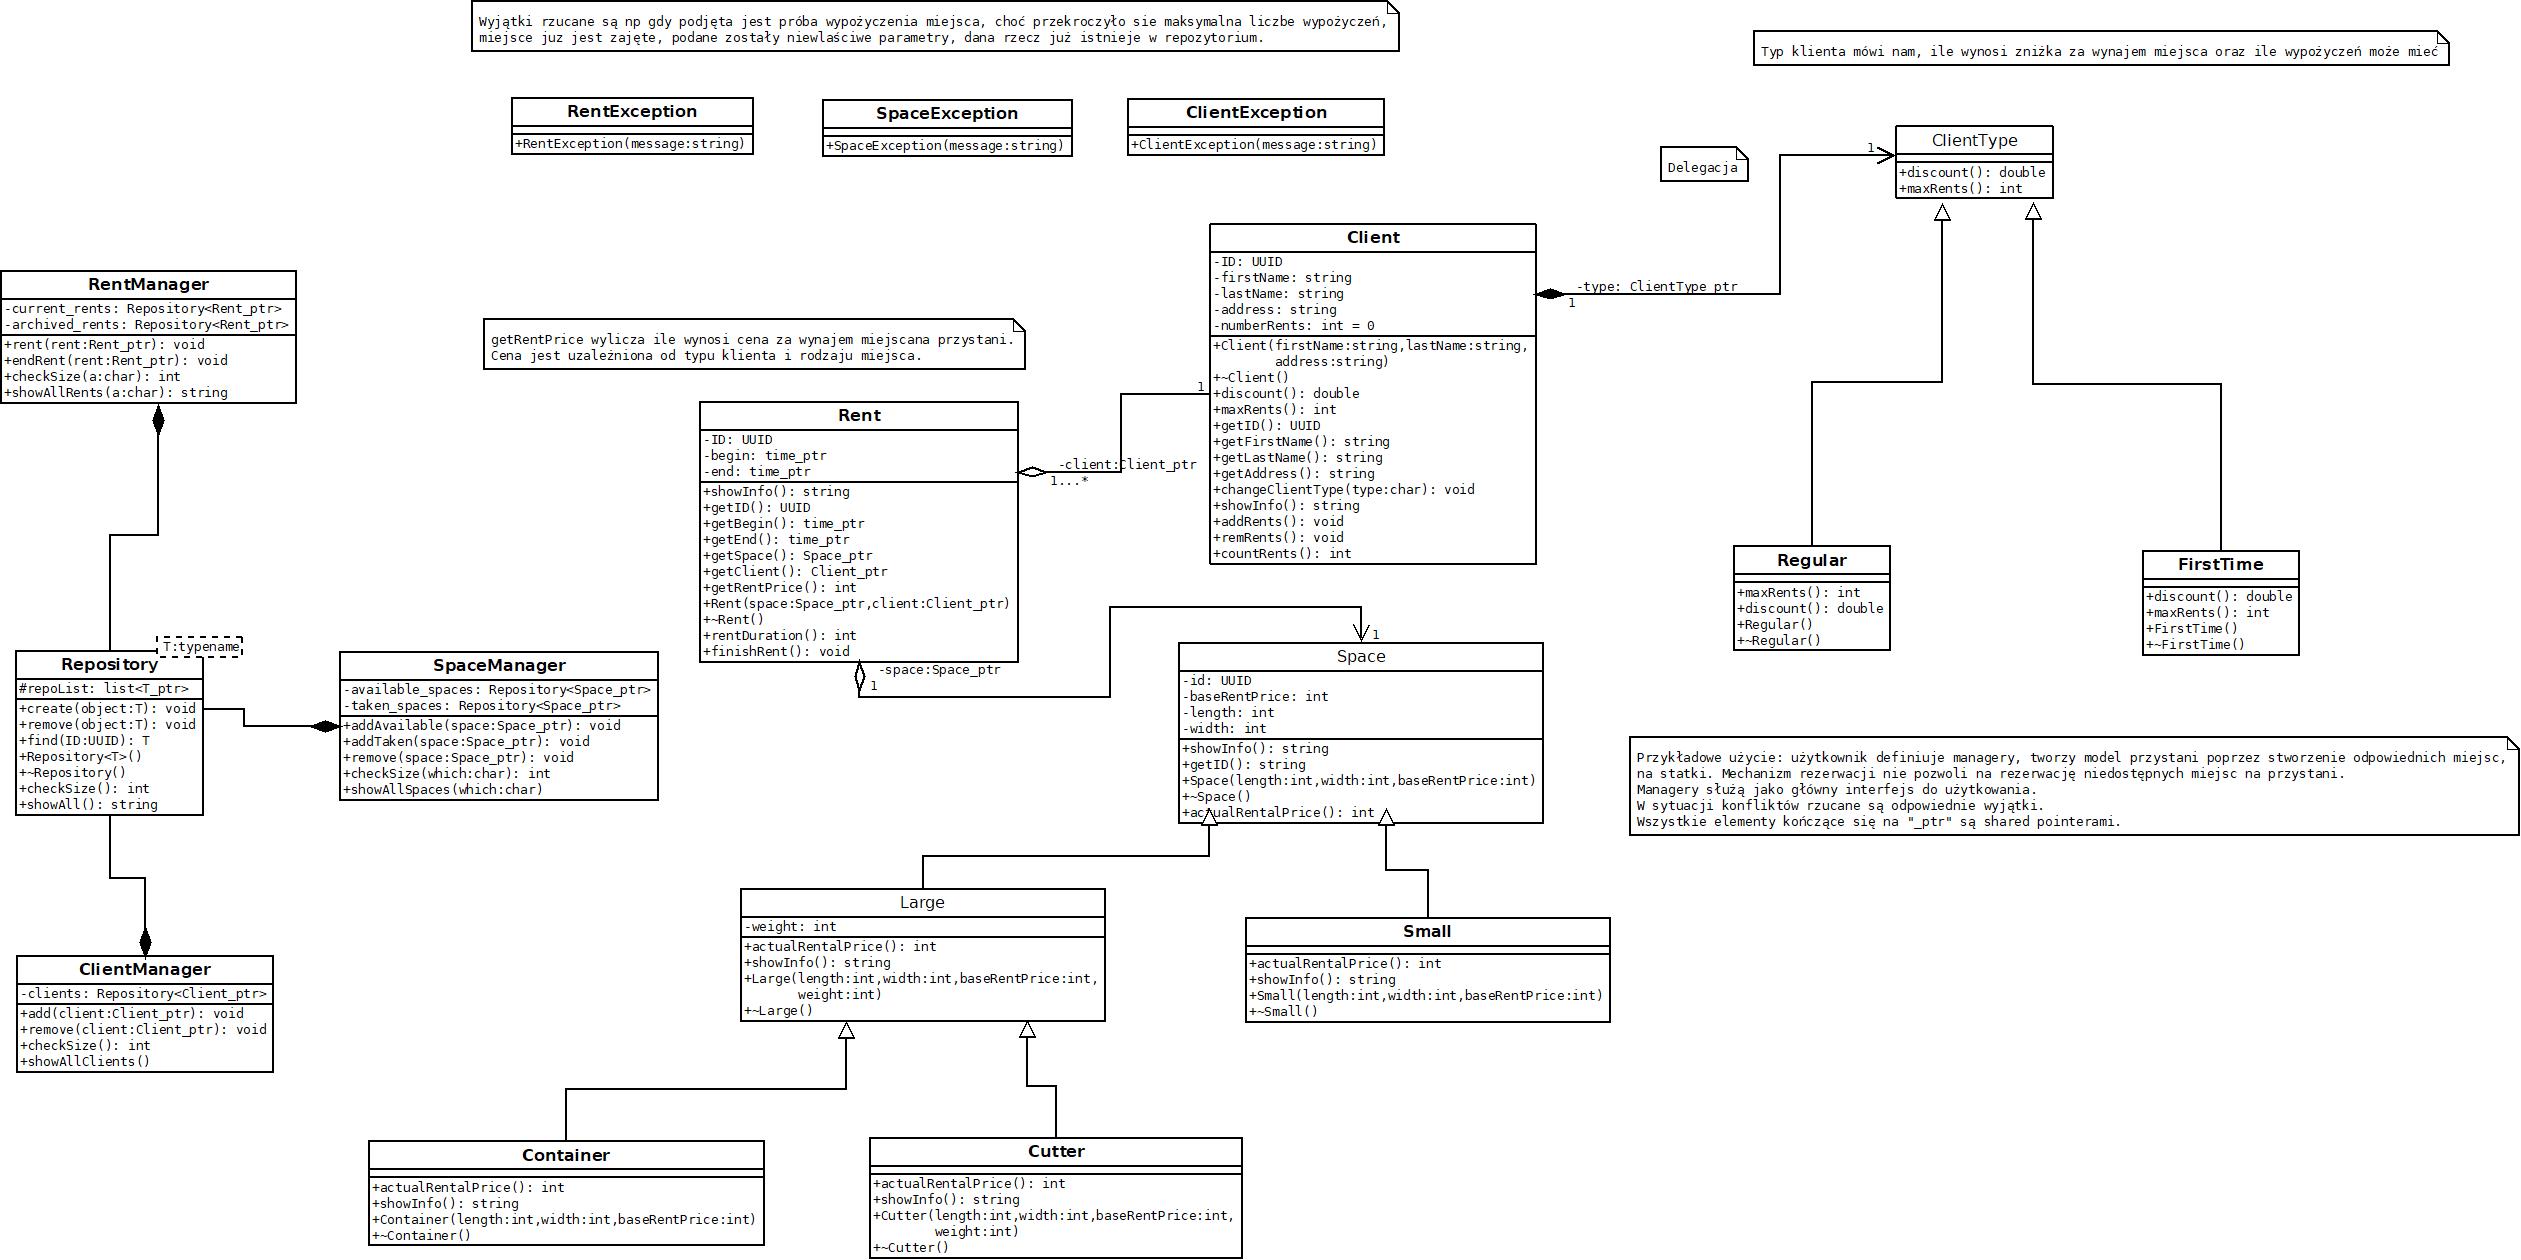 Wyjątki rzucane są np gdy podjęta jest próba wypożyczenia miejsca, choć przekroczyło sie maksymalna liczbe wypożyczeń,
miejsce juz jest zajęte, podane zostały niewlaściwe parametry, dana rzecz już istnieje w repozytorium.
Typ klienta mówi nam, ile wynosi zniżka za wynajem miejsca oraz ile wypożyczeń może mieć
RentException
+RentException(message:string)
SpaceException
+SpaceException(message:string)
ClientException
+ClientException(message:string)
Delegacja
1
ClientType
+discount(): double
+maxRents(): int
RentManager
-current_rents: Repository<Rent_ptr>
-archived_rents: Repository<Rent_ptr>
+rent(rent:Rent_ptr): void
+endRent(rent:Rent_ptr): void
+checkSize(a:char): int
+showAllRents(a:char): string
getRentPrice wylicza ile wynosi cena za wynajem miejscana przystani.
Cena jest uzależniona od typu klienta i rodzaju miejsca.
Client
-ID: UUID
-firstName: string
-lastName: string
-address: string
-numberRents: int = 0
+Client(firstName:string,lastName:string,
address:string)
+~Client()
+discount(): double
+maxRents(): int
+getID(): UUID
+getFirstName(): string
+getLastName(): string
+getAddress(): string
+changeClientType(type:char): void
+showInfo(): string
+addRents(): void
+remRents(): void
+countRents(): int
-type: ClientType ptr
1
Rent
-ID: UUID
-begin: time_ptr
-end: time_ptr
+showInfo(): string
+getID(): UUID
+getBegin(): time_ptr
+getEnd(): time_ptr
+getSpace(): Space_ptr
+getClient(): Client_ptr
+getRentPrice(): int
+Rent(space:Space_ptr,client:Client_ptr)
+~Rent()
+rentDuration(): int
+finishRent(): void
1
-client:Client_ptr
1...*
-space:Space_ptr
1
1
Regular
+maxRents(): int
+discount(): double
+Regular()
+~Regular()
FirstTime
+discount(): double
+maxRents(): int
+FirstTime()
+~FirstTime()
T:typename
Repository
#repoList: list<T_ptr>
+create(object:T): void
+remove(object:T): void
+find(ID:UUID): T
+Repository<T>()
+~Repository()
+checkSize(): int
+showAll(): string
SpaceManager
-available_spaces: Repository<Space_ptr>
-taken_spaces: Repository<Space_ptr>
+addAvailable(space:Space_ptr): void
+addTaken(space:Space_ptr): void
+remove(space:Space_ptr): void
+checkSize(which:char): int
+showAllSpaces(which:char)
Space
-id: UUID
-baseRentPrice: int
-length: int
-width: int
+showInfo(): string
+getID(): string
+Space(length:int,width:int,baseRentPrice:int)
+~Space()
+actualRentalPrice(): int
Przykładowe użycie: użytkownik definiuje managery, tworzy model przystani poprzez stworzenie odpowiednich miejsc,
na statki. Mechanizm rezerwacji nie pozwoli na rezerwację niedostępnych miejsc na przystani.
Managery służą jako główny interfejs do użytkowania.
W sytuacji konfliktów rzucane są odpowiednie wyjątki.
Wszystkie elementy kończące się na "_ptr" są shared pointerami.
Large
-weight: int
+actualRentalPrice(): int
+showInfo(): string
+Large(length:int,width:int,baseRentPrice:int,
weight:int)
+~Large()
Small
+actualRentalPrice(): int
+showInfo(): string
+Small(length:int,width:int,baseRentPrice:int)
+~Small()
ClientManager
-clients: Repository<Client_ptr>
+add(client:Client_ptr): void
+remove(client:Client_ptr): void
+checkSize(): int
+showAllClients()
Container
+actualRentalPrice(): int
+showInfo(): string
+Container(length:int,width:int,baseRentPrice:int)
+~Container()
Cutter
+actualRentalPrice(): int
+showInfo(): string
+Cutter(length:int,width:int,baseRentPrice:int,
weight:int)
+~Cutter()